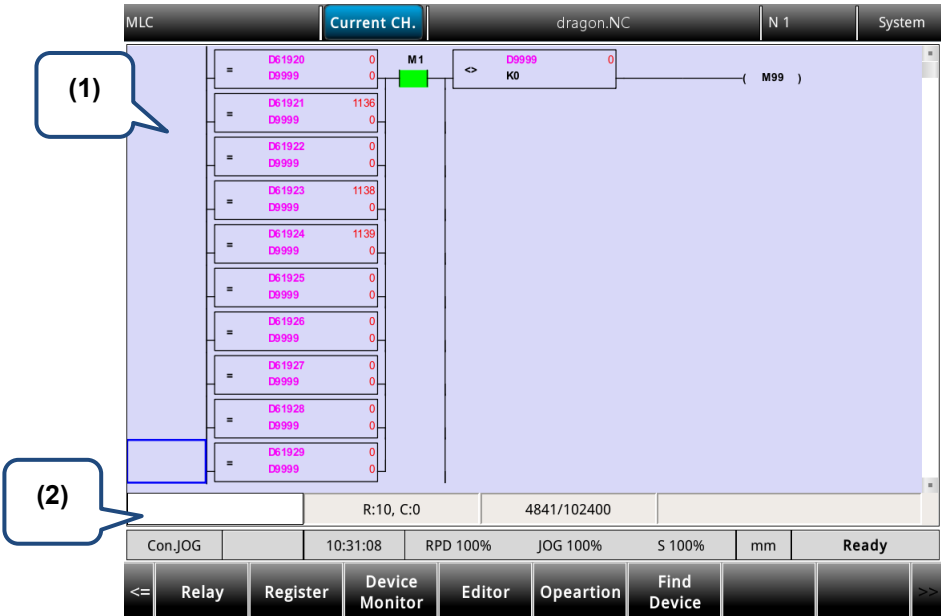 MLC Current CH. dragon.NC N 1 System
(1)
D61920 0 M1 D9999 0
= <> 
D9999 0 K0 ( M99 )
D61921 1136
=
D9999 0
D61922 0
=
D9999 0
D61923 1138
=
D9999 0
D61924 1139
=
D9999 0
D61925 0
=
D9999 0
D61926 0
=
D9999 0
D61927 0
=
D9999 0
D61928 0
=
D9999 0
D61929 0
=
D9999 0
(2)
R:10, C:0 4841/102400
Con.JOG 10:31:08 RPD 100% JOG 100% S 100% mm Ready
<= Relay Register Device Monitor Editor Opeartion Find Device >>